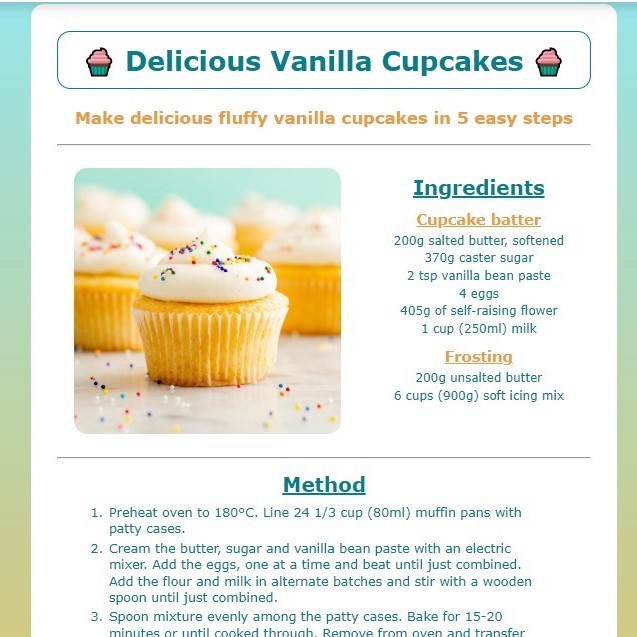 Delicious Vanilla Cupcakes
Make delicious fluffy vanilla cupcakes in 5 easy steps
Ingredients
Cupcake batter
200g salted butter, softened
370g caster sugar
2 tsp vanilla bean paste
4 eggs
405g of self-raising flower
1 cup (250ml) milk
Frosting
200g unsalted butter
6 cups (900g) soft icing mix
Method
1. Preheat oven to 180°C. Line 24 1/3 cup (80ml) muffin pans with
patty cases.
2. Cream the butter, sugar and vanilla bean paste with an electric
mixer. Add the eggs, one at a time and beat until just combined.
Add the flour and milk in alternate batches and stir with a wooden
spoon until just combined.
3. Spoon mixture evenly among the patty cases. Bake for 15-20
minutes or until cooked through. Remove from oven and transfer